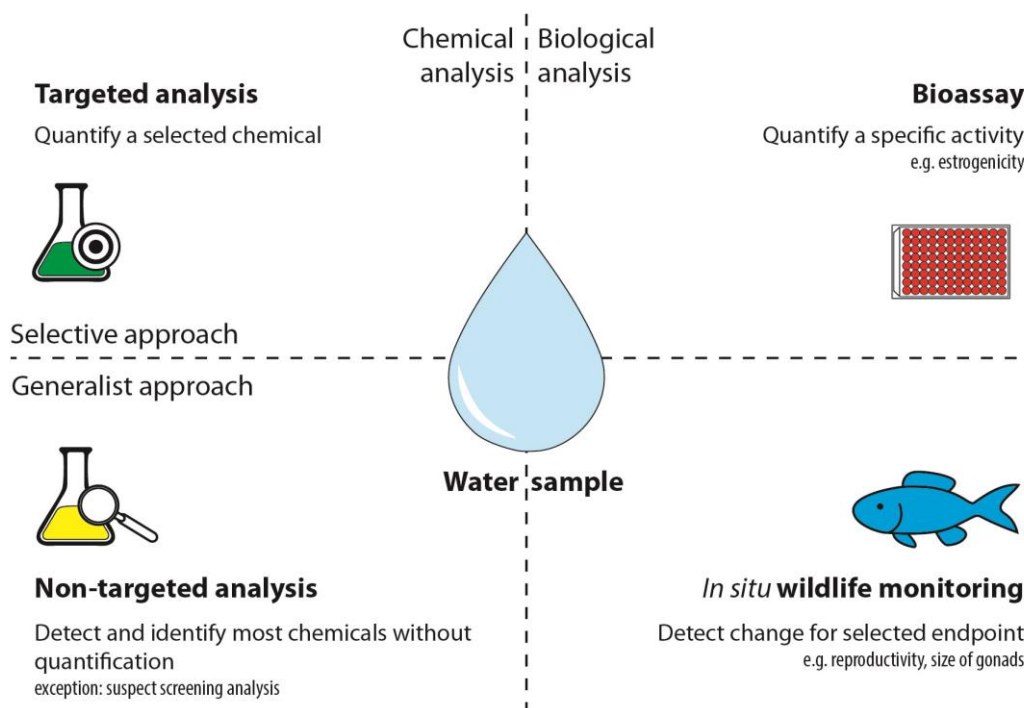 Chemical analysis
Biological analysis
Targeted analysis
Quantify a selected chemical
Bioassay
Quantify a specific activity
e.g. estrogenicity
Selective approach
Generalist approach
Water sample
Non-targeted analysis
Detect and identify most chemicals without
quantification
exception: suspect screening analysis
In situ wildlife monitoring
Detect change for selected endpoint
e.g. reproductivity, size of gonads